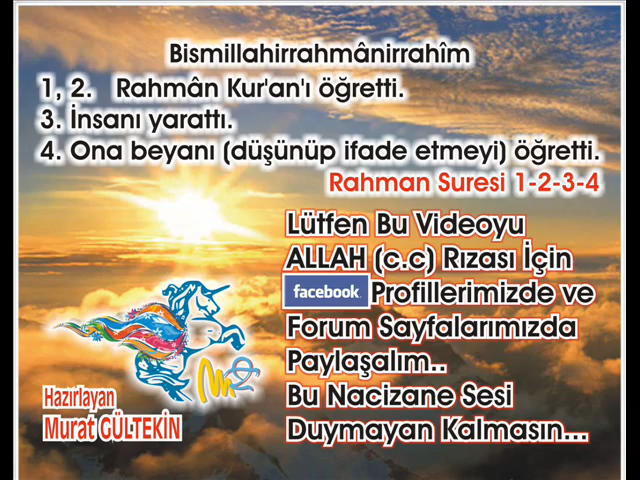 Bismillahirrahmânirrahîm
1, 2. Rahmân Kur'an'ı öğretti.
3. İnsanı yarattı.
4. Ona beyanı (düşünüp ifade etmeyi) öğretti.
Rahman Suresi 1-2-3-4
Lütfen Bu Videoyu
ALLAH (c.c) Rızası İçin
facebook Profillerimizde ve
Forum Sayfalarımızda
Paylaşalım..
Bu Nacizane Sesi
Duymayan Kalmasın...
Hazırlayan
Murat GÜLTEKİN